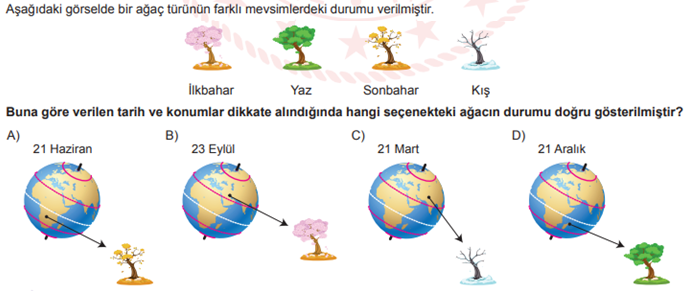 Aşağıdaki görselde bir ağaç türünün farklı mevsimlerdeki durumu verilmiştir.
İlkbahar Yaz Sonbahar Kış
Buna göre verilen tarih ve konumlar dikkate alındığında hangi seçenekteki ağacın durumu doğru gösterilmiştir?
A) B) C) D)
21 Haziran 23 Eylül 21 Mart 21 Aralık